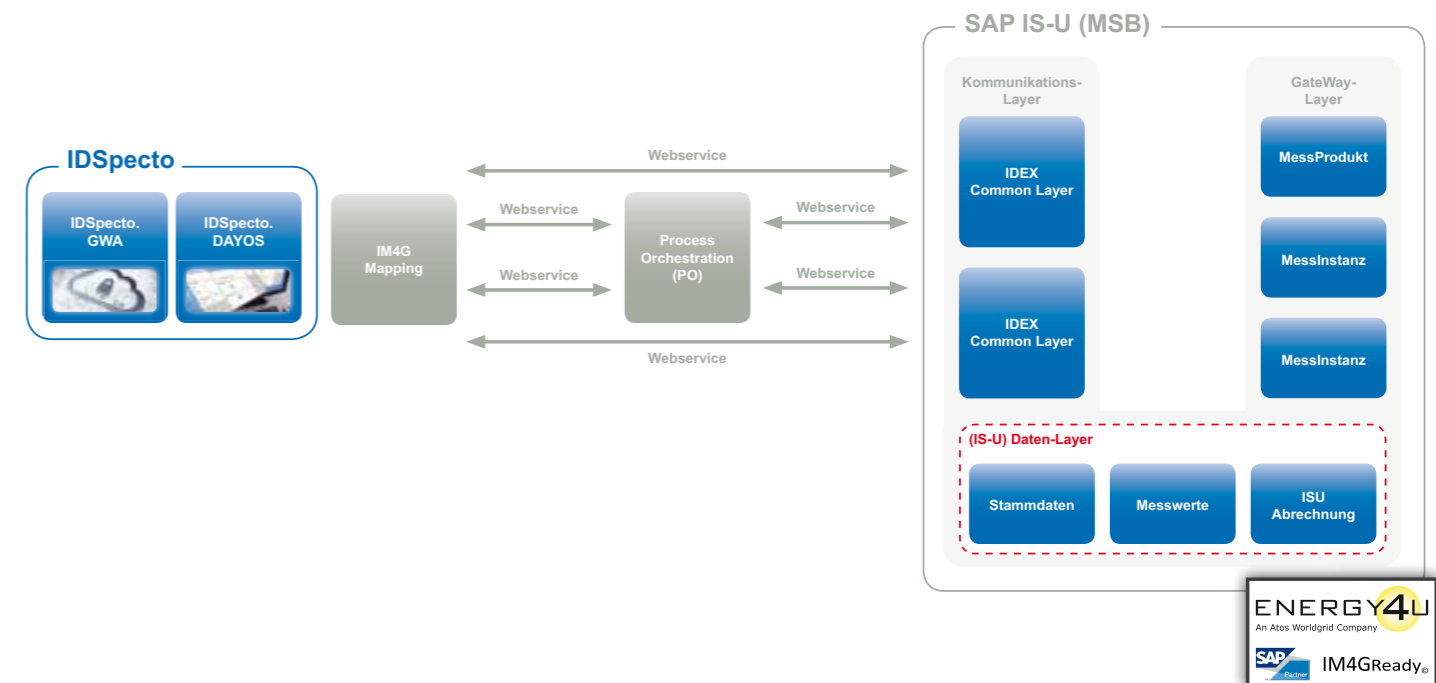 SAP IS-U (MSB)
Kommunikations-
Layer
GateWay-
Layer
IDSpecto
IDSpecto.
GWA
IDSpecto.
DAYOS
IM4G
Mapping
Webservice
Webservice
Webservice
Process
Orchestration
(PO)
Webservice
Webservice
Webservice
IDEX
Common Layer
IDEX
Common Layer
MessProdukt
MessInstanz
MessInstanz
(IS-U) Daten-Layer
Stammdaten
Messwerte
ISU
Abrechnung
ENERGY4U
An Atos Worldgrid Company
SAP
Partner
IM4GReady©